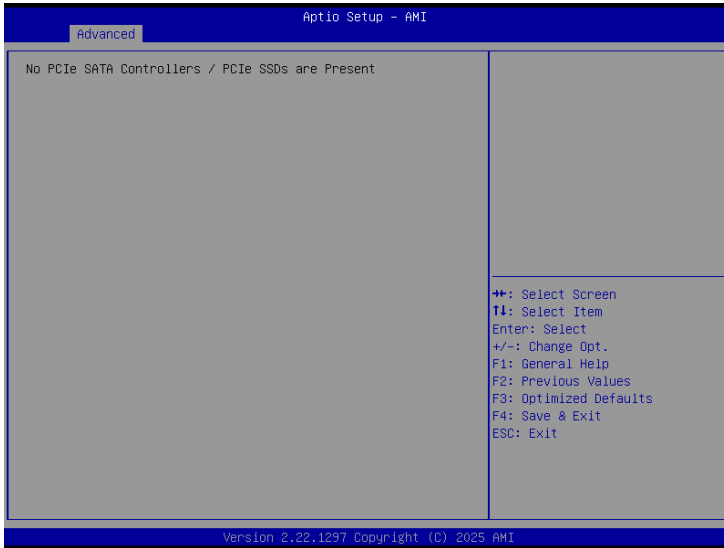 Aptio Setup – AMI
Advanced
No PCIe SATA Controllers / PCIe SSDs are Present
→←: Select Screen
↑↓: Select Item
Enter: Select
+/-: Change Opt.
F1: General Help
F2: Previous Values
F3: Optimized Defaults
F4: Save & Exit
ESC: Exit
Version 2.22.1297 Copyright (C) 2025 AMI